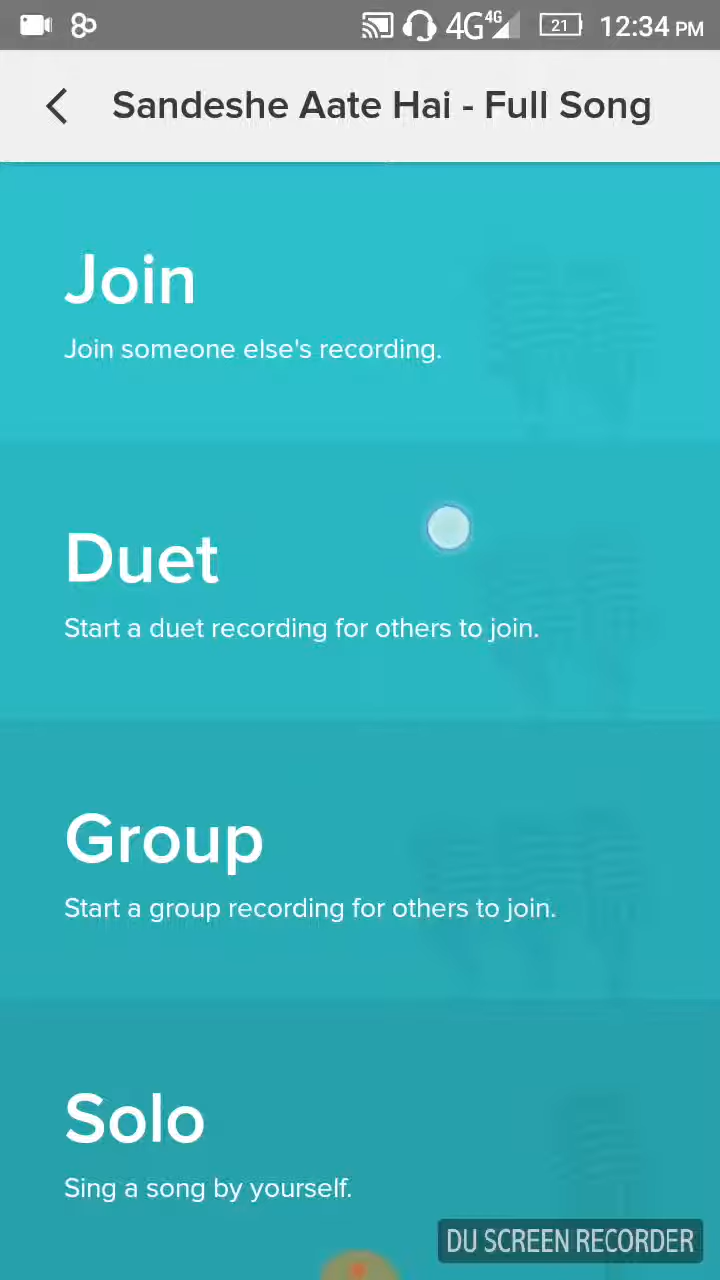 4G 4G 21 12:34 PM
Sandeshe Aate Hai - Full Song
Join
Join someone else's recording.
Duet
Start a duet recording for others to join.
Group
Start a group recording for others to join.
Solo
Sing a song by yourself.
DU SCREEN RECORDER